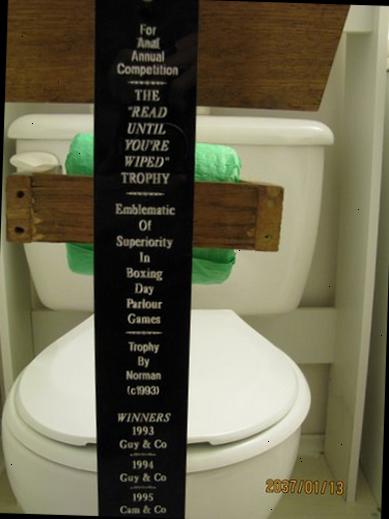 For
Anal
Annual
Competition
THE
"READ
UNTIL
YOU'RE
WIPED"
TROPHY
Emblematic
Of
Superiority
In
Boxing
Day
Parlour
Games
Trophy
By
Norman
(c1993)
WINNERS
1993
Guy & Co
1994
Guy & Co
1995
Cam & Co
2037/01/13